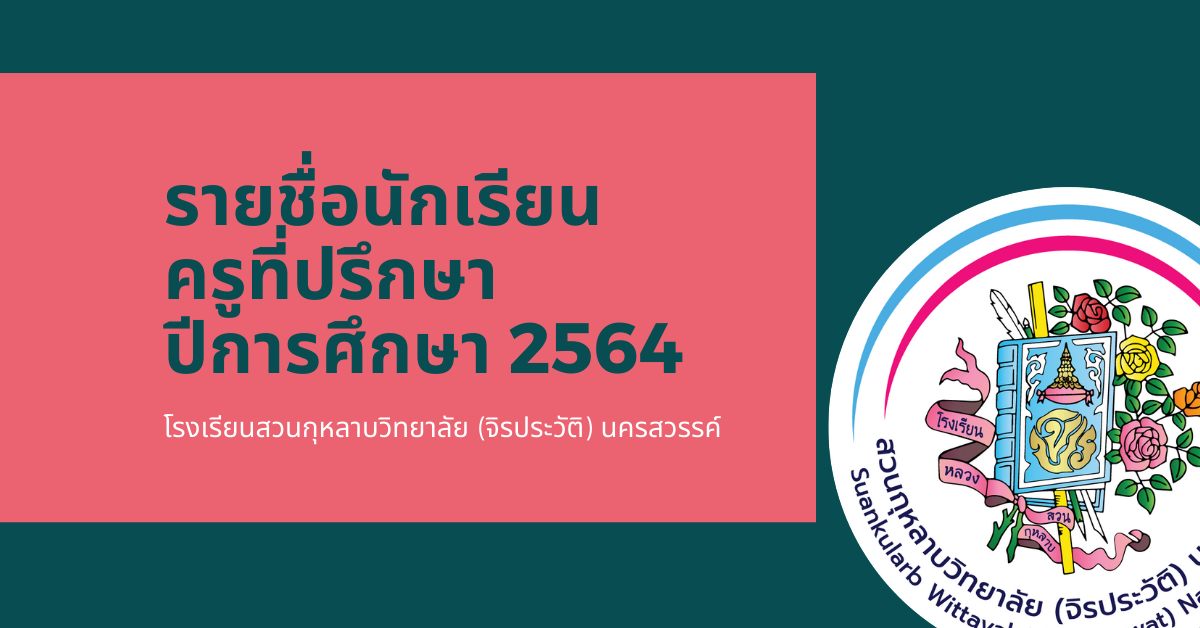 รายชื่อนักเรียน
ครูที่ปรึกษา
ปีการศึกษา 2564
โรงเรียนสวนกุหลาบวิทยาลัย (จิรประวัติ) นครสวรรค์
โรงเรียน
หลวง
สวน
กุหลาบ
สวนกุหลาบวิทยาลัย (จิรประวัติ)
Suankularb